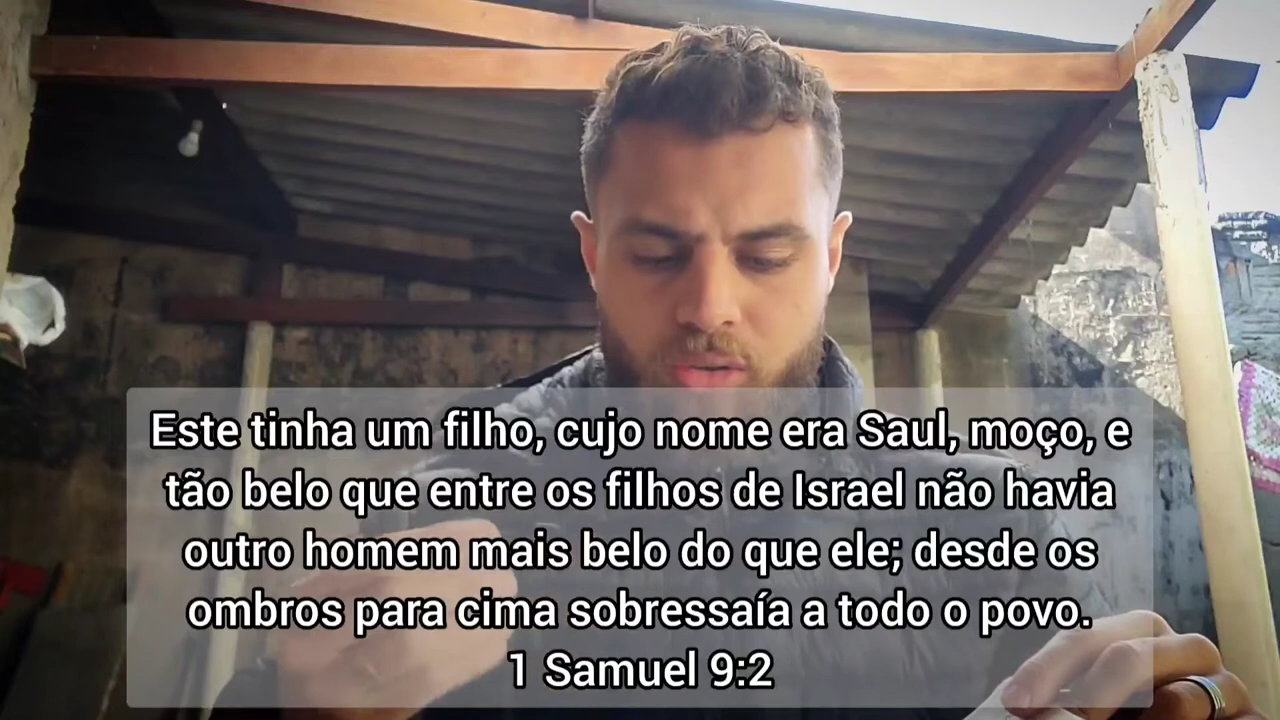 Este tinha um filho, cujo nome era Saul, moço, e
tão belo que entre os filhos de Israel não havia
outro homem mais belo do que ele; desde os
ombros para cima sobressaía a todo o povo.
1 Samuel 9:2